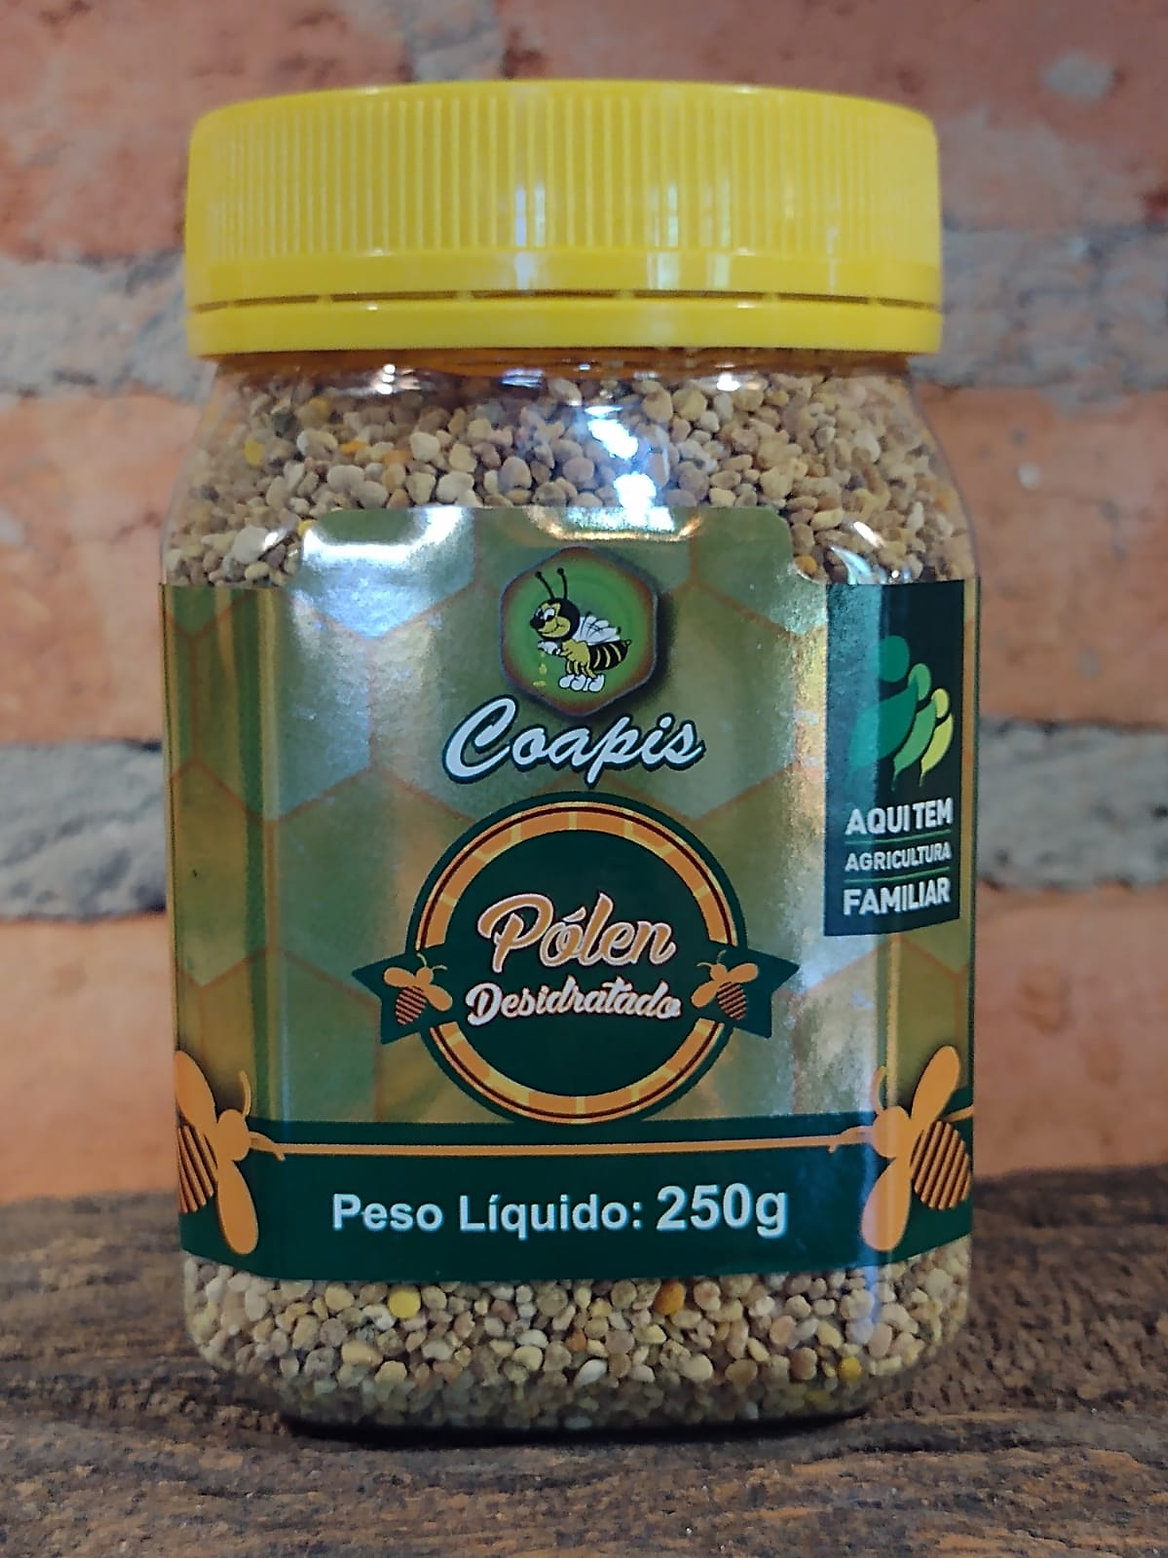 Coapis
AQUI TEM
AGRICULTURA
FAMILIAR
Pólen
Desidratado
Peso Líquido: 250g